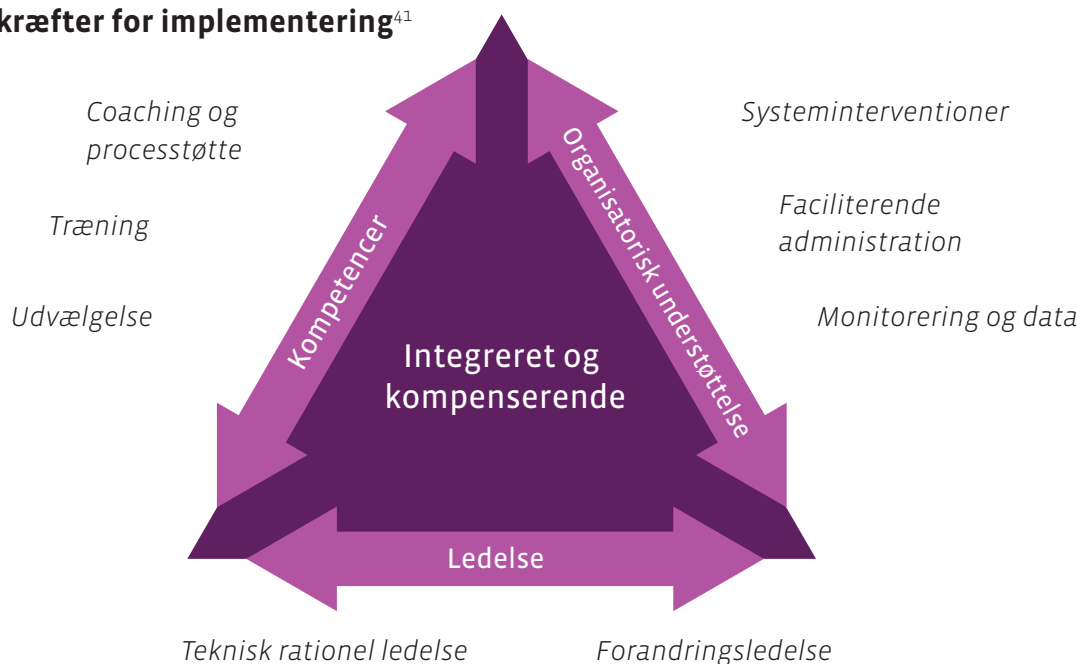 kræfter for implementering41
Coaching og
processtøtte
Træning
Udvælgelse
Kompetencer
Organisatorisk understøttelse
Systeminterventioner
Faciliterende
administration
Monitorering og data
Integreret og
kompenserende
Ledelse
Teknisk rationel ledelse
Forandringsledelse